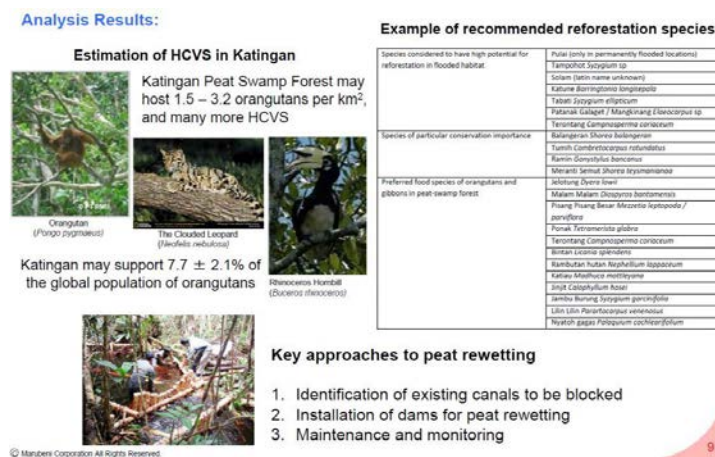 Analysis Results:
Estimation of HCVS in Katingan
Katingan Peat Swamp Forest may
host 1.5 – 3.2 orangutans per km²,
and many more HCVS
Orangutan
(Pongo pygmaeus)
The Clouded Leopard
(Neofelis nebulosa)
Rhinoceros Hornbill
(Buceros rhinoceros)
Katingan may support 7.7 ± 2.1% of
the global population of orangutans
Example of recommended reforestation species
Species considered to have high potential for
reforestation in flooded habitat
Pulai (only in permanently flooded locations)
Tampohot Syzygium sp
Solam (latin name unknown)
Katune Barringtonia longisepala
Tabati Syzygium ellipticum
Patanak Galaget / Mangkinang Elaeocarpus sp.
Terontang Campnosperma coriaceum
Species of particular conservation importance
Balangeran Shorea balangeran
Tumih Combretocarpus rotundatus
Ramin Gonystylus bancanus
Meranti Semut Shorea teysmanianaa
Preferred food species of orangutans and
gibbons in peat-swamp forest
Jelotung Dyera lowii
Malam Malam Diospyros bantamensis
Pisang Pisang Besar Mezzetia leptopoda /
parviflora
Ponak Tetramerista glabra
Terontang Campnosperma coriaceum
Bintan Licania splendens
Rambutan hutan Nephellium lappaceum
Katiau Madhuca mottleyana
Jinjit Calophyllum hosei
Jambu Burung Syzygium garcinifolia
Lilin Lilin Parartocarpus venenosus
Nyatoh gagas Palaquium cochlearifolium
Key approaches to peat rewetting
1. Identification of existing canals to be blocked
2. Installation of dams for peat rewetting
3. Maintenance and monitoring
© Marubeni Corporation All Rights Reserved.
9